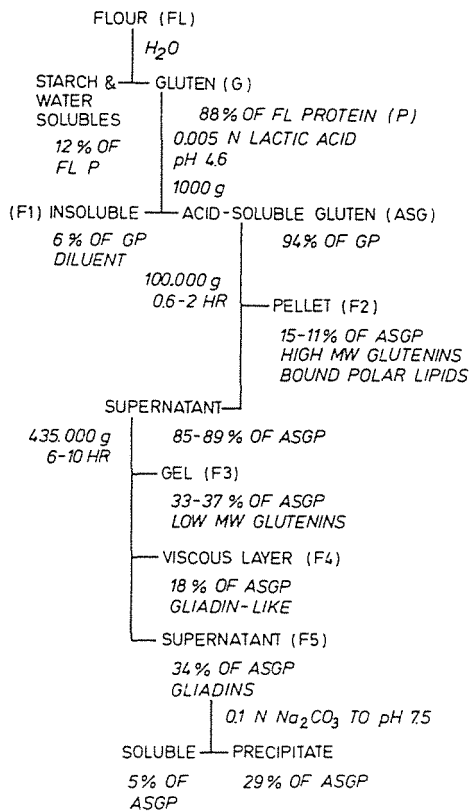 FLOUR (FL)
H2O
STARCH & GLUTEN (G)
WATER
SOLUBLES
88% OF FL PROTEIN (P)
12% OF
FL P
0.005 N LACTIC ACID
pH 4.6
1000 g
(F1) INSOLUBLE ACID-SOLUBLE GLUTEN (ASG)
6% OF GP
DILUENT
94% OF GP
100.000 g
0.6-2 HR
PELLET (F2)
15-11% OF ASGP
HIGH MW GLUTENINS
BOUND POLAR LIPIDS
SUPERNATANT
435.000 g
6-10 HR
85-89% OF ASGP
GEL (F3)
33-37% OF ASGP
LOW MW GLUTENINS
VISCOUS LAYER (F4)
18% OF ASGP
GLIADIN-LIKE
SUPERNATANT (F5)
34% OF ASGP
GLIADINS
0.1 N Na2CO3 TO pH 7.5
SOLUBLE PRECIPITATE
5% OF
ASGP
29% OF ASGP